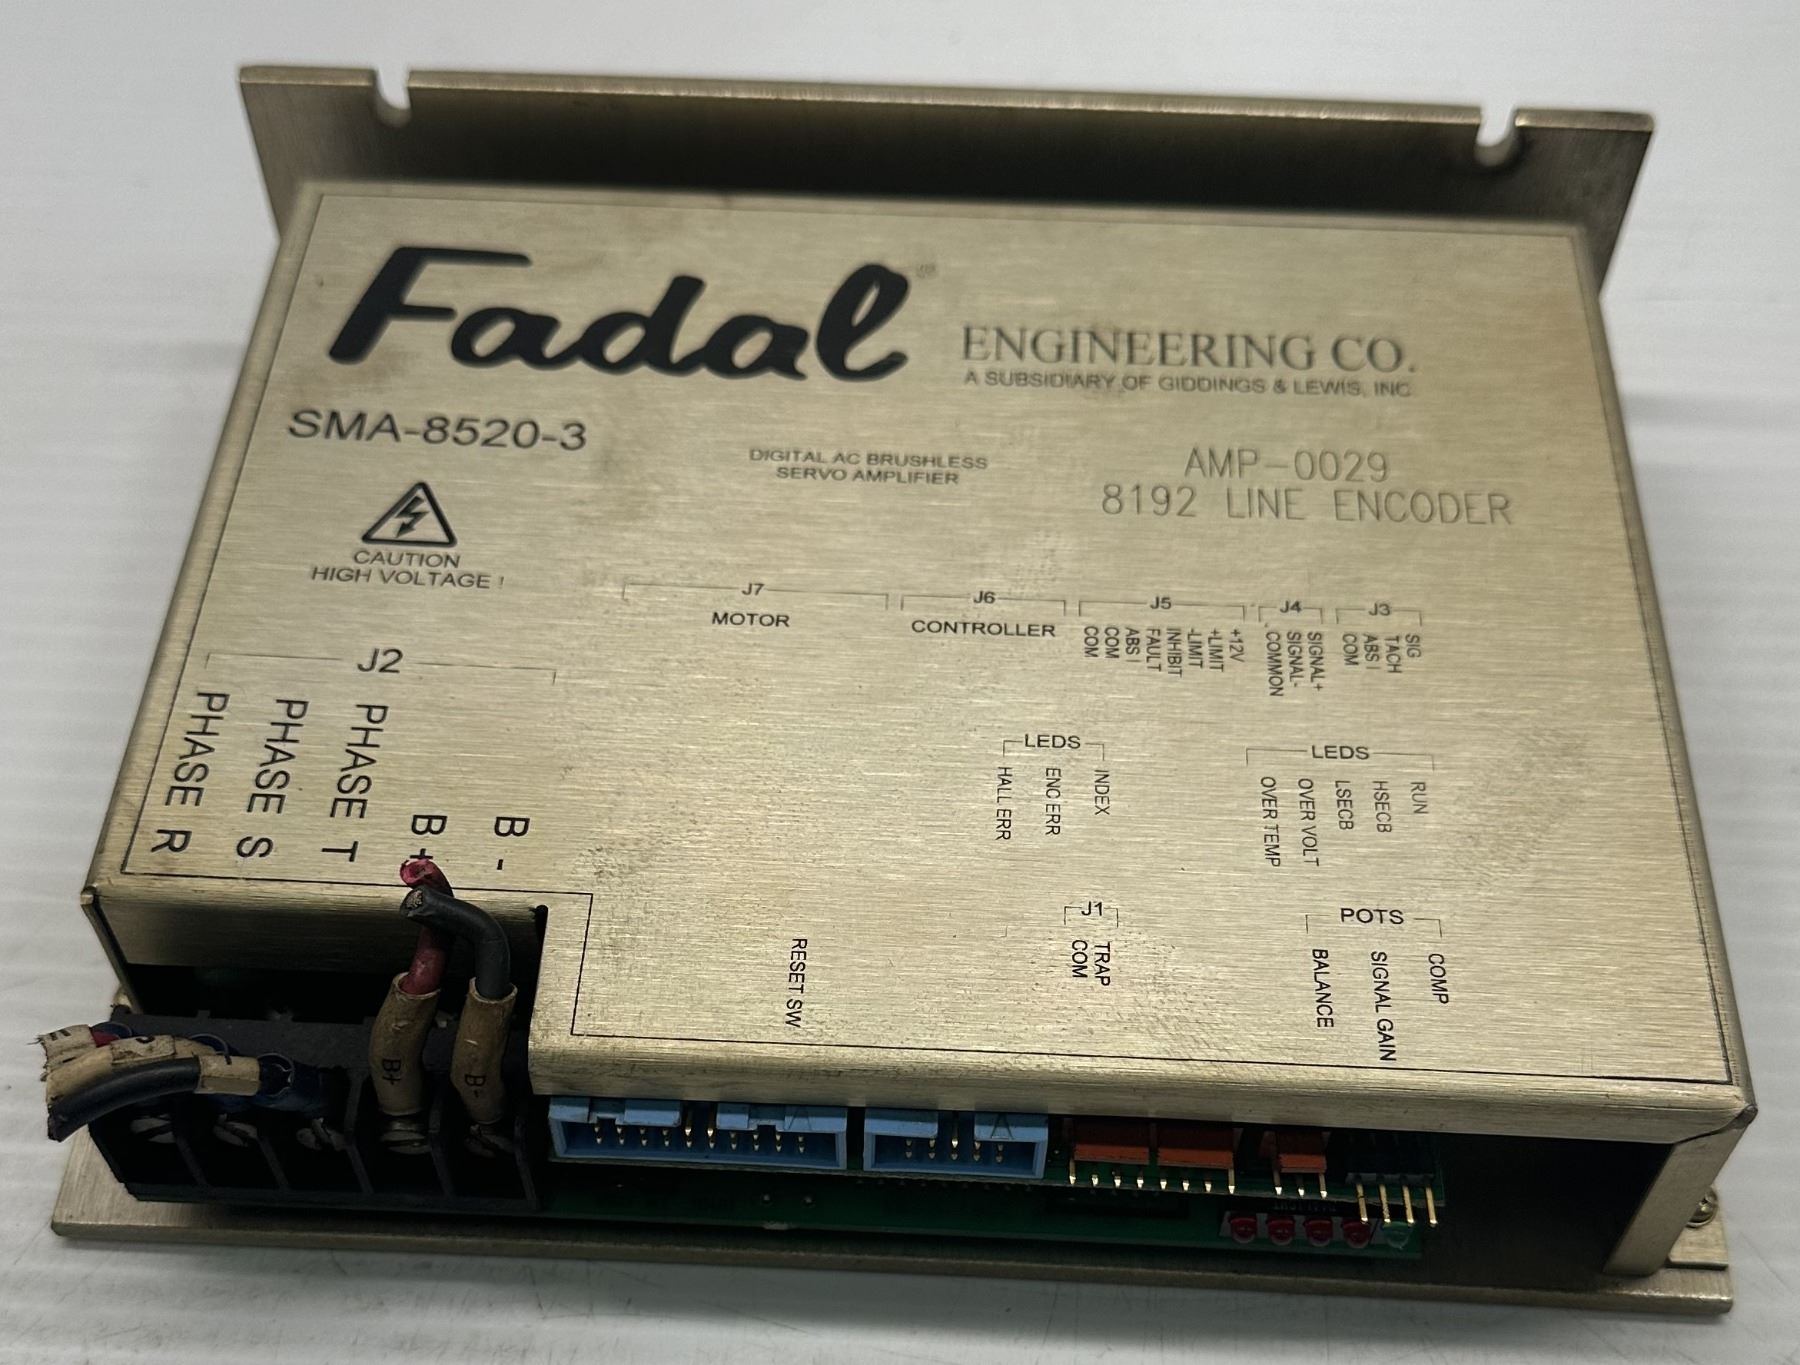 Fadal®
ENGINEERING CO.
A SUBSIDIARY OF GIDDINGS & LEWIS, INC.
SMA-8520-3
DIGITAL AC BRUSHLESS
SERVO AMPLIFIER
AMP-0029
8192 LINE ENCODER
CAUTION
HIGH VOLTAGE !
J7
MOTOR
J6
CONTROLLER
J5
COM
COM
ABS I
FAULT
INHIBIT
-LIMIT
+LIMIT
+12V
J4
COMMON
SIGNAL-
SIGNAL+
J3
COM
ABS I
TACH
SIG
J2
PHASE R
PHASE S
PHASE T
B+
B-
LEDS
HALL ERR
ENC ERR
INDEX
LEDS
OVER TEMP
OVER VOLT
LSECB
HSECB
RUN
RESET SW
J1
COM
TRAP
POTS
BALANCE
SIGNAL GAIN
COMP
B+
B-